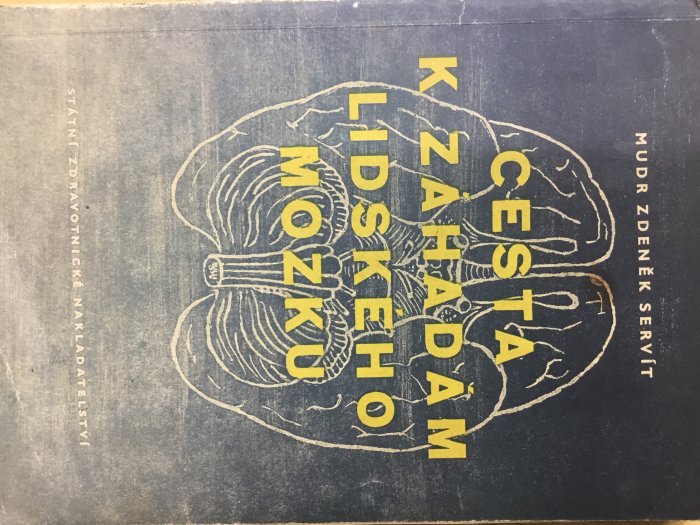 MUDR ZDENĚK SERVÍT
CESTA
K ZÁHADÁM
LIDSKÉHO
MOZKU
STÁTNÍ ZDRAVOTNICKÉ NAKLADATELSTVÍ